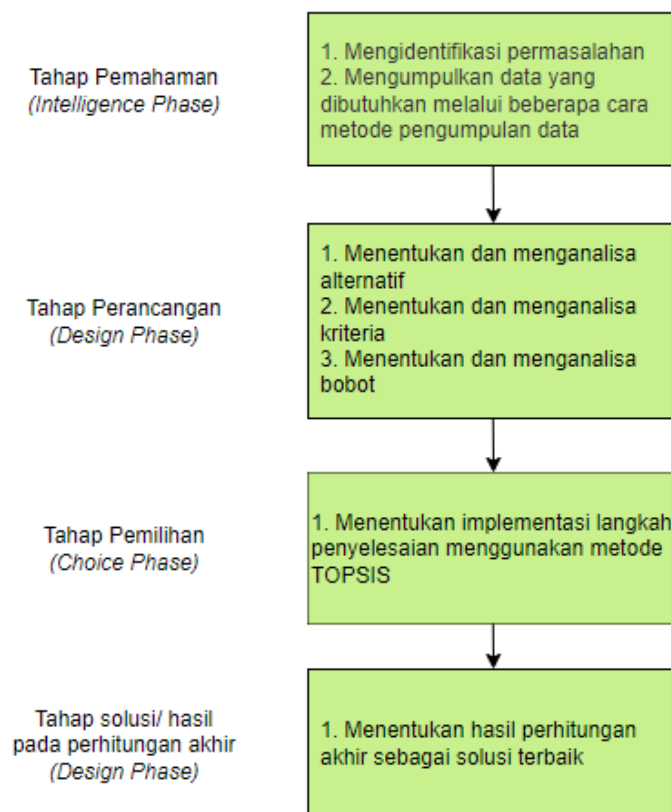 Tahap Pemahaman
(Intelligence Phase)
1. Mengidentifikasi permasalahan
2. Mengumpulkan data yang
dibutuhkan melalui beberapa cara
metode pengumpulan data
Tahap Perancangan
(Design Phase)
1. Menentukan dan menganalisa
alternatif
2. Menentukan dan menganalisa
kriteria
3. Menentukan dan menganalisa
bobot
Tahap Pemilihan
(Choice Phase)
1. Menentukan implementasi langkah
penyelesaian menggunakan metode
TOPSIS
Tahap solusi/ hasil
pada perhitungan akhir
(Design Phase)
1. Menentukan hasil perhitungan
akhir sebagai solusi terbaik